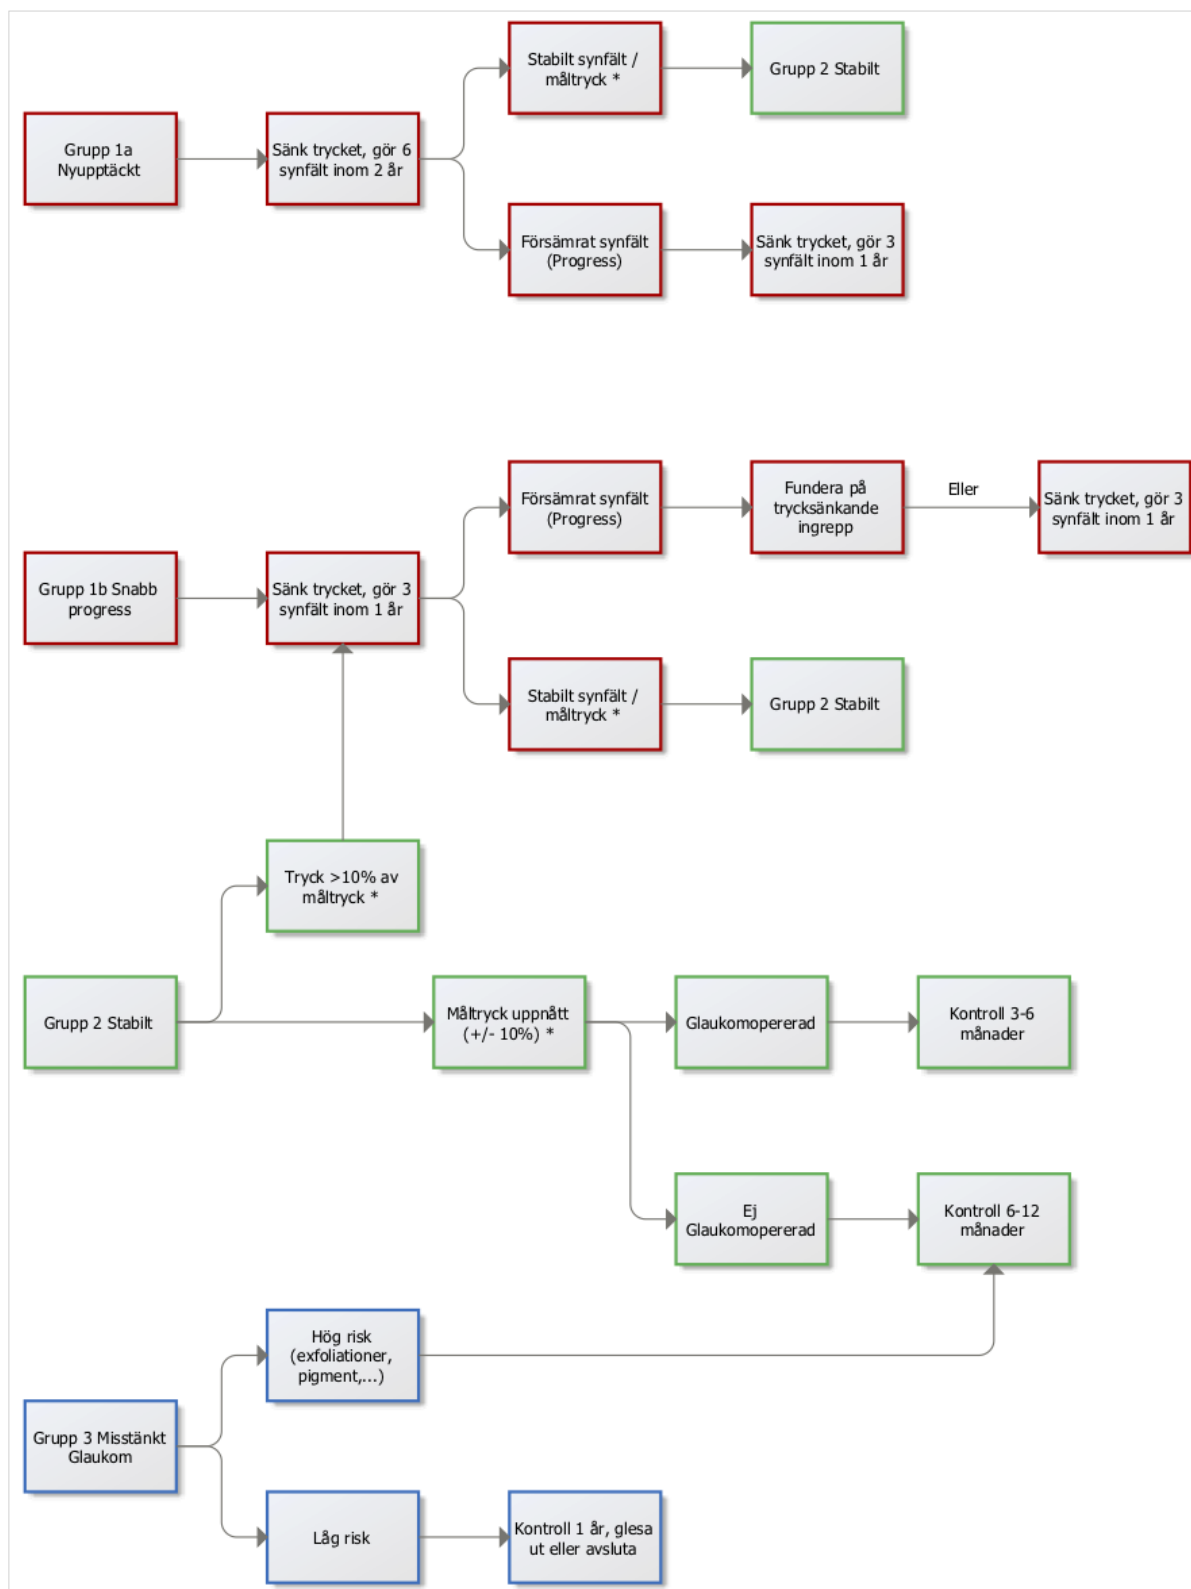 Stabilt synfält /
måltryck *
Grupp 2 Stabilt
Grupp 1a
Nyupptäckt
Sänk trycket, gör 6
synfält inom 2 år
Försämrat synfält
(Progress)
Sänk trycket, gör 3
synfält inom 1 år
Försämrat synfält
(Progress)
Fundera på
trycksänkande
ingrepp
Eller
Sänk trycket, gör 3
synfält inom 1 år
Grupp 1b Snabb
progress
Sänk trycket, gör 3
synfält inom 1 år
Stabilt synfält /
måltryck *
Grupp 2 Stabilt
Tryck >10% av
måltryck *
Grupp 2 Stabilt
Måltryck uppnått
(+/- 10%) *
Glaukomopererad
Kontroll 3-6
månader
Ej
Glaukomopererad
Kontroll 6-12
månader
Hög risk
(exfoliationer,
pigment,...)
Grupp 3 Misstänkt
Glaukom
Låg risk
Kontroll 1 år, glesa
ut eller avsluta